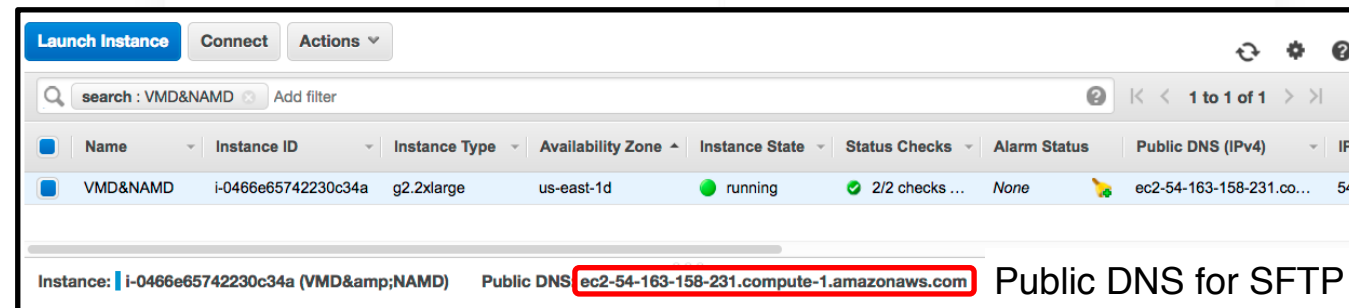 Launch Instance Connect Actions
search : VMD&NAMD Add filter 1 to 1 of 1
Name Instance ID Instance Type Availability Zone Instance State Status Checks Alarm Status Public DNS (IPv4)
VMD&NAMD i-0466e65742230c34a g2.2xlarge us-east-1d running 2/2 checks ... None ec2-54-163-158-231.co... 54
Instance: i-0466e65742230c34a (VMD&amp;NAMD) Public DNS: ec2-54-163-158-231.compute-1.amazonaws.com Public DNS for SFTP